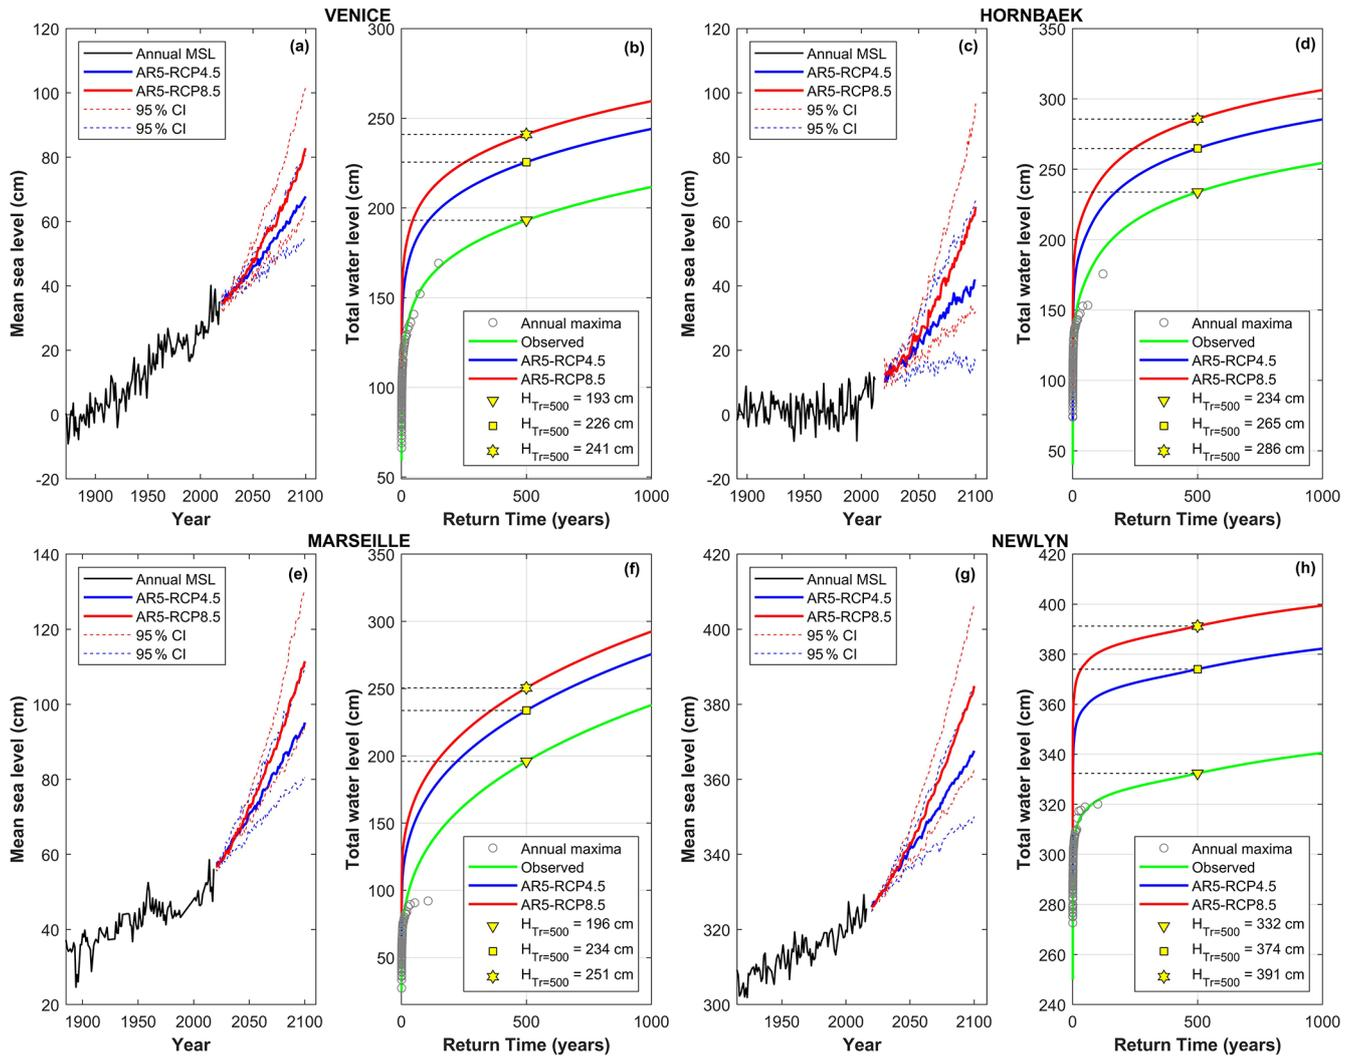 VENICE
HORNBAEK
(a)
Annual MSL
AR5-RCP4.5
AR5-RCP8.5
95 % CI
95 % CI
120
100
80
60
40
20
0
-20
Mean sea level (cm)
1900 1950 2000 2050 2100
Year
(b)
300
250
200
150
100
50
Total water level (cm)
Annual maxima
Observed
AR5-RCP4.5
AR5-RCP8.5
H_Tr=500 = 193 cm
H_Tr=500 = 226 cm
H_Tr=500 = 241 cm
0 500 1000
Return Time (years)
(c)
Annual MSL
AR5-RCP4.5
AR5-RCP8.5
95 % CI
95 % CI
120
100
80
60
40
20
0
-20
Mean sea level (cm)
1900 1950 2000 2050 2100
Year
(d)
350
300
250
200
150
100
50
Total water level (cm)
Annual maxima
Observed
AR5-RCP4.5
AR5-RCP8.5
H_Tr=500 = 234 cm
H_Tr=500 = 265 cm
H_Tr=500 = 286 cm
0 500 1000
Return Time (years)
MARSEILLE
NEWLYN
(e)
Annual MSL
AR5-RCP4.5
AR5-RCP8.5
95 % CI
95 % CI
140
120
100
80
60
40
20
Mean sea level (cm)
1900 1950 2000 2050 2100
Year
(f)
350
300
250
200
150
100
50
Total water level (cm)
Annual maxima
Observed
AR5-RCP4.5
AR5-RCP8.5
H_Tr=500 = 196 cm
H_Tr=500 = 234 cm
H_Tr=500 = 251 cm
0 500 1000
Return Time (years)
(g)
Annual MSL
AR5-RCP4.5
AR5-RCP8.5
95 % CI
95 % CI
420
400
380
360
340
320
300
Mean sea level (cm)
1950 2000 2050 2100
Year
(h)
420
400
380
360
340
320
300
280
260
240
Total water level (cm)
Annual maxima
Observed
AR5-RCP4.5
AR5-RCP8.5
H_Tr=500 = 332 cm
H_Tr=500 = 374 cm
H_Tr=500 = 391 cm
0 500 1000
Return Time (years)